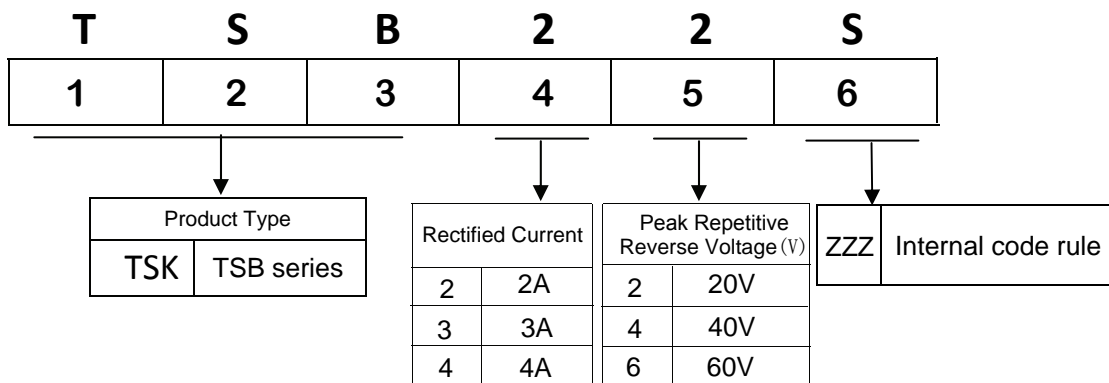 T S B 2 2 S
1 2 3 4 5 6
Product Type
TSK TSB series
Rectified Current
2 2A
3 3A
4 4A
Peak Repetitive
Reverse Voltage(V)
2 20V
4 40V
6 60V
ZZZ Internal code rule